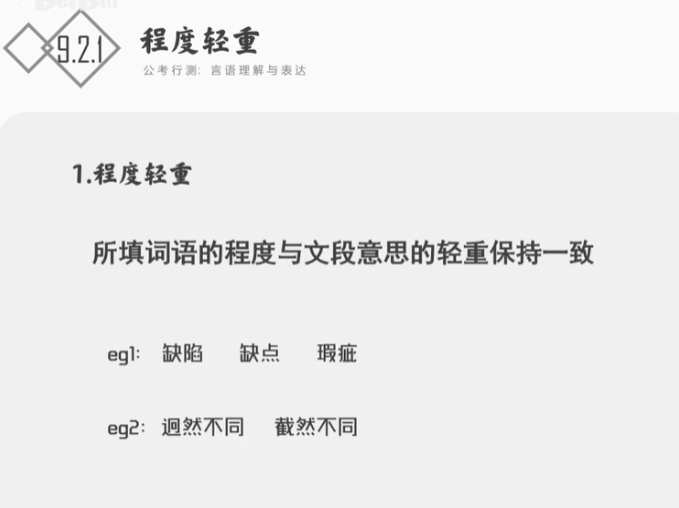 9.2.1 程度轻重
公考行测: 言语理解与表达
1.程度轻重
所填词语的程度与文段意思的轻重保持一致
eg1: 缺陷 缺点 瑕疵
eg2: 迥然不同 截然不同